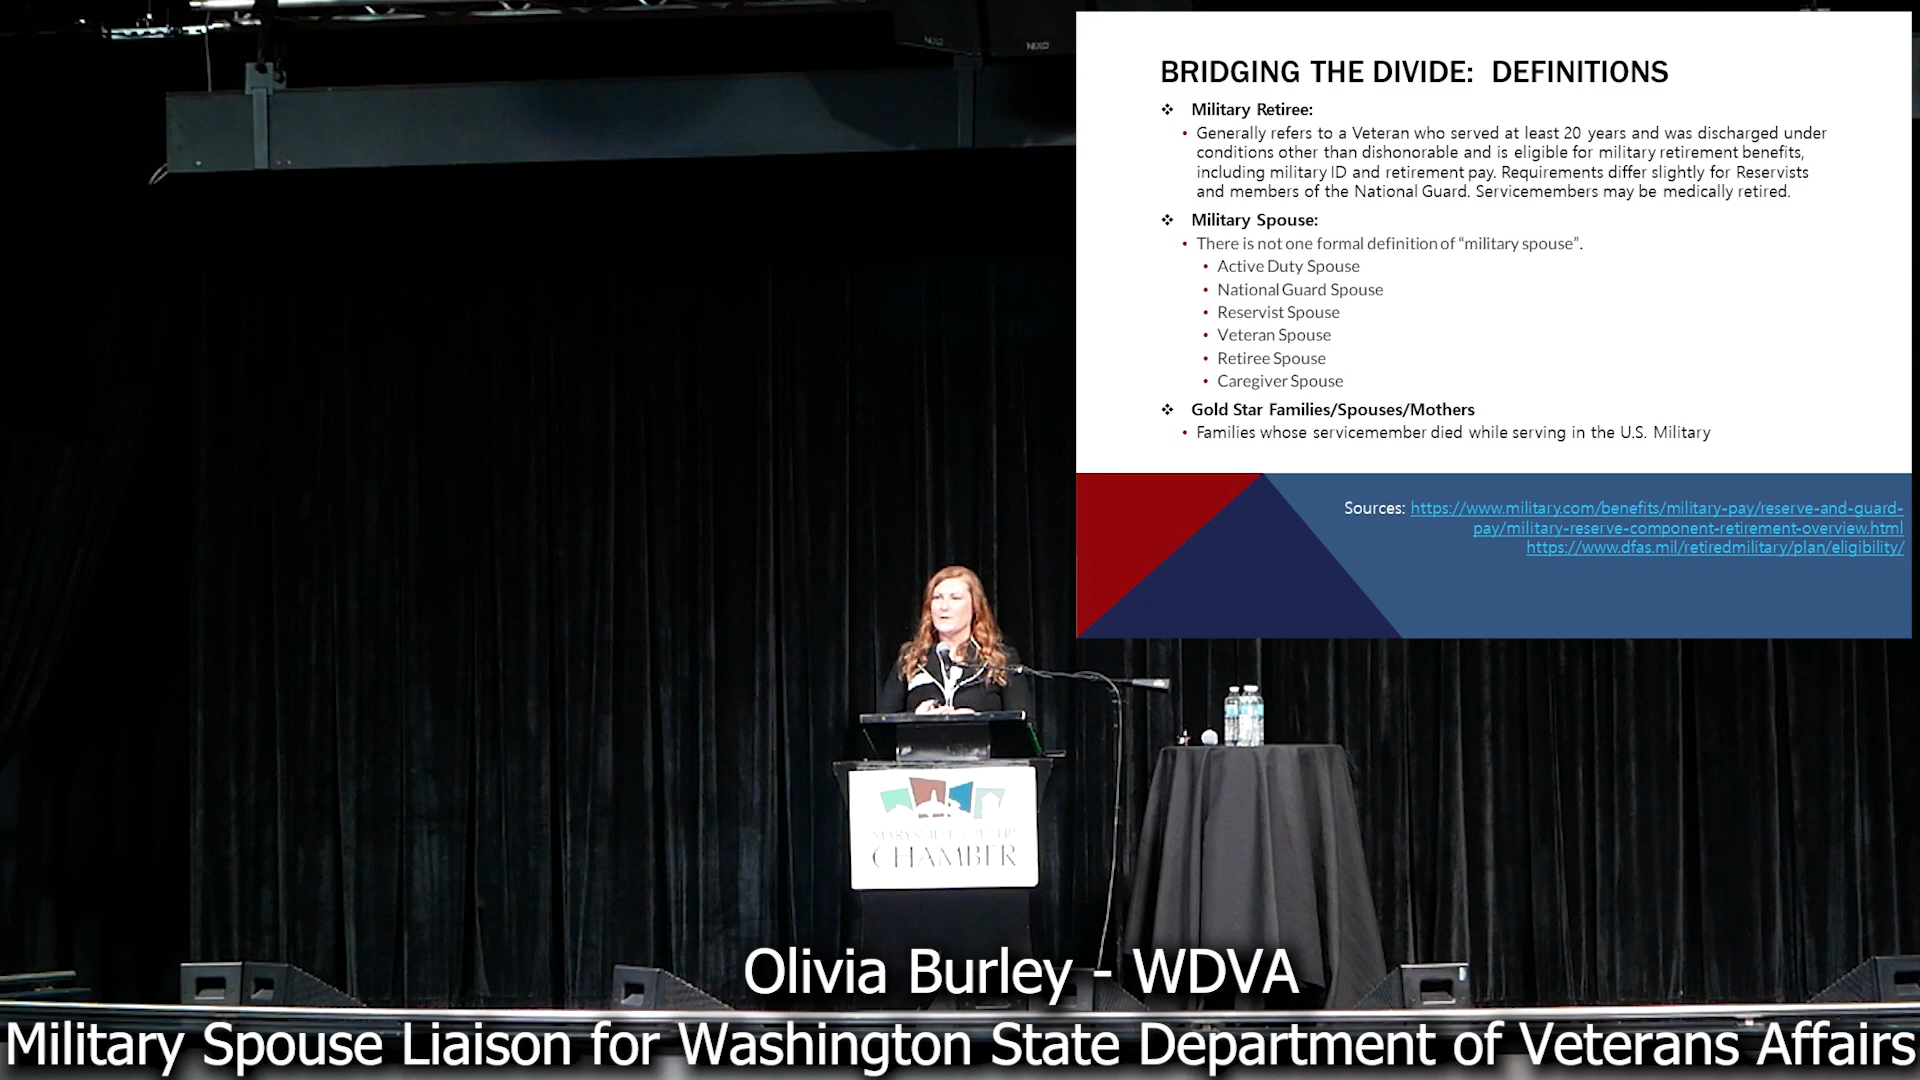 NEXO
NEXO
BRIDGING THE DIVIDE: DEFINITIONS
❖ Military Retiree:
• Generally refers to a Veteran who served at least 20 years and was discharged under
conditions other than dishonorable and is eligible for military retirement benefits,
including military ID and retirement pay. Requirements differ slightly for Reservists
and members of the National Guard. Servicemembers may be medically retired.
❖ Military Spouse:
• There is not one formal definition of “military spouse”.
• Active Duty Spouse
• National Guard Spouse
• Reservist Spouse
• Veteran Spouse
• Retiree Spouse
• Caregiver Spouse
❖ Gold Star Families/Spouses/Mothers
• Families whose servicemember died while serving in the U.S. Military
Sources: https://www.military.com/benefits/military-pay/reserve-and-guard-
pay/military-reserve-component-retirement-overview.html
https://www.dfas.mil/retiredmilitary/plan/eligibility/
CHAMBER
Olivia Burley - WDVA
Military Spouse Liaison for Washington State Department of Veterans Affairs